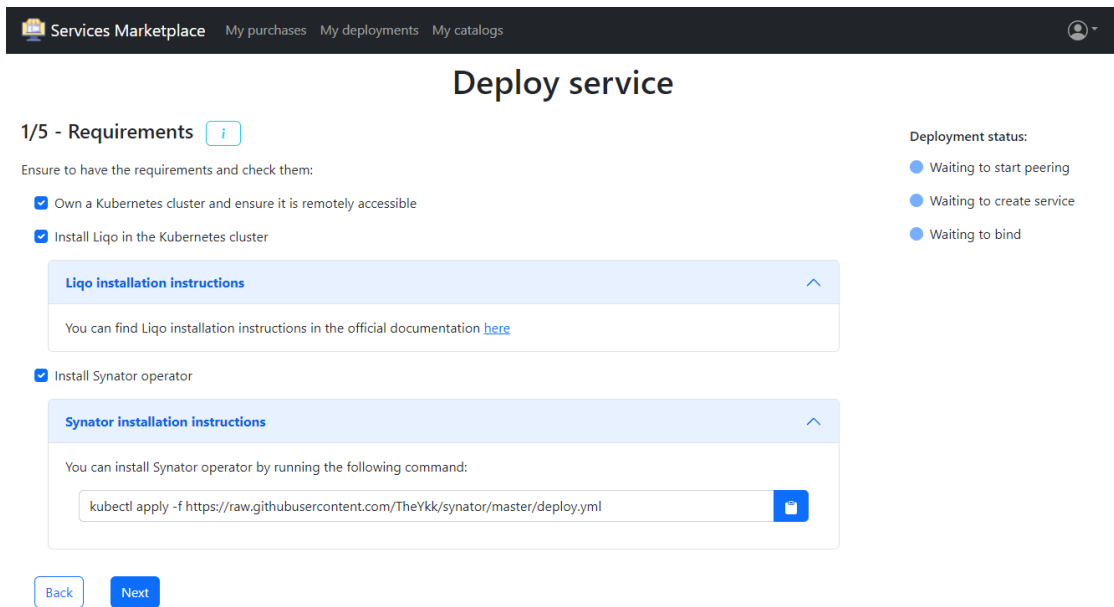 Services Marketplace My purchases My deployments My catalogs
Deploy service
1/5 - Requirements i
Ensure to have the requirements and check them:
Own a Kubernetes cluster and ensure it is remotely accessible
Install Liqo in the Kubernetes cluster
Liqo installation instructions
You can find Liqo installation instructions in the official documentation here
Install Synator operator
Synator installation instructions
You can install Synator operator by running the following command:
kubectl apply -f https://raw.githubusercontent.com/TheYkk/synator/master/deploy.yml
Back Next
Deployment status:
Waiting to start peering
Waiting to create service
Waiting to bind